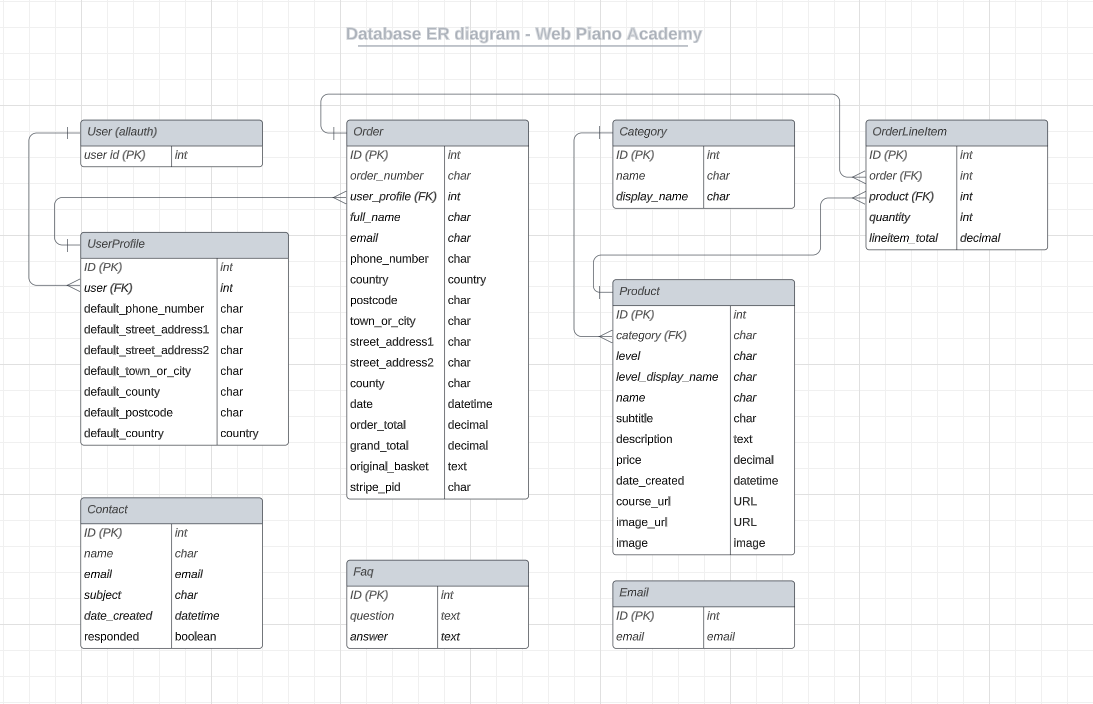 Database ER diagram - Web Piano Academy
User (allauth)
user id (PK) int
UserProfile
ID (PK) int
user (FK) int
default_phone_number char
default_street_address1 char
default_street_address2 char
default_town_or_city char
default_county char
default_postcode char
default_country country
Contact
ID (PK) int
name char
email email
subject char
date_created datetime
responded boolean
Order
ID (PK) int
order_number char
user_profile (FK) int
full_name char
email char
phone_number char
country country
postcode char
town_or_city char
street_address1 char
street_address2 char
county char
date datetime
order_total decimal
grand_total decimal
original_basket text
stripe_pid char
Faq
ID (PK) int
question text
answer text
Category
ID (PK) int
name char
display_name char
Product
ID (PK) int
category (FK) char
level char
level_display_name char
name char
subtitle char
description text
price decimal
date_created datetime
course_url URL
image_url URL
image image
Email
ID (PK) int
email email
OrderLineItem
ID (PK) int
order (FK) int
product (FK) int
quantity int
lineitem_total decimal